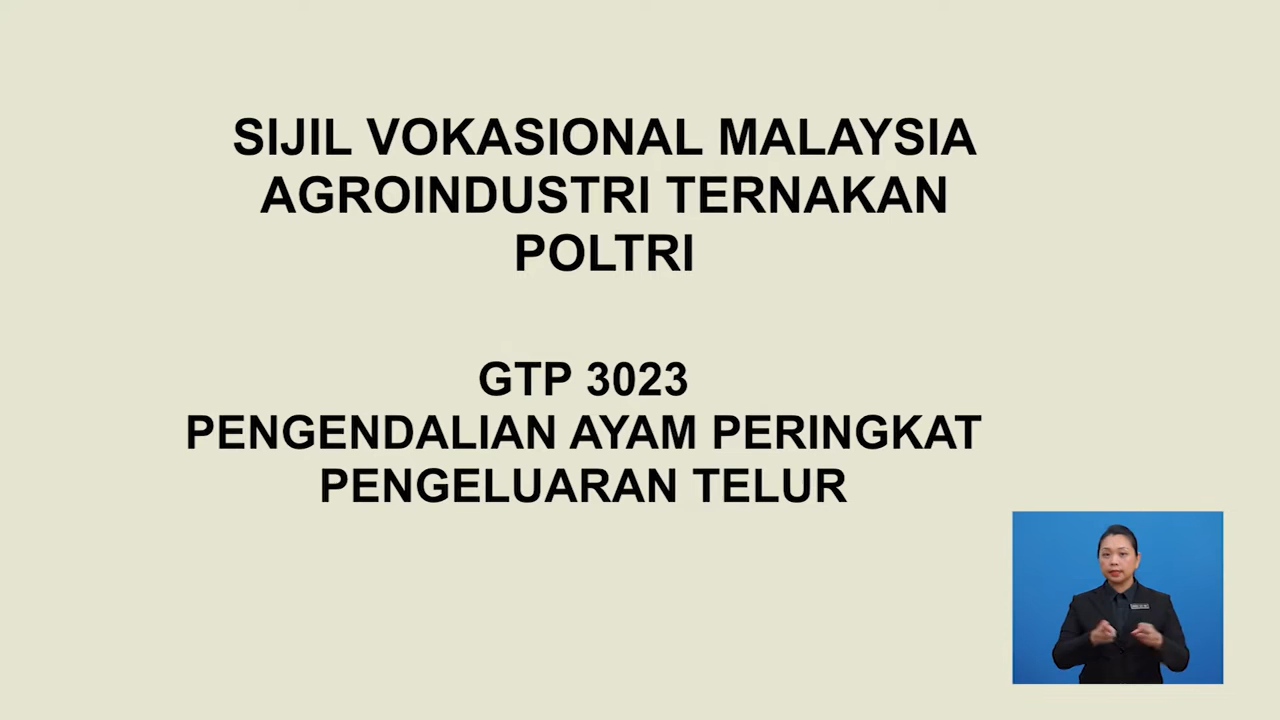 SIJIL VOKASIONAL MALAYSIA
AGROINDUSTRI TERNAKAN
POLTRI
GTP 3023
PENGENDALIAN AYAM PERINGKAT
PENGELUARAN TELUR